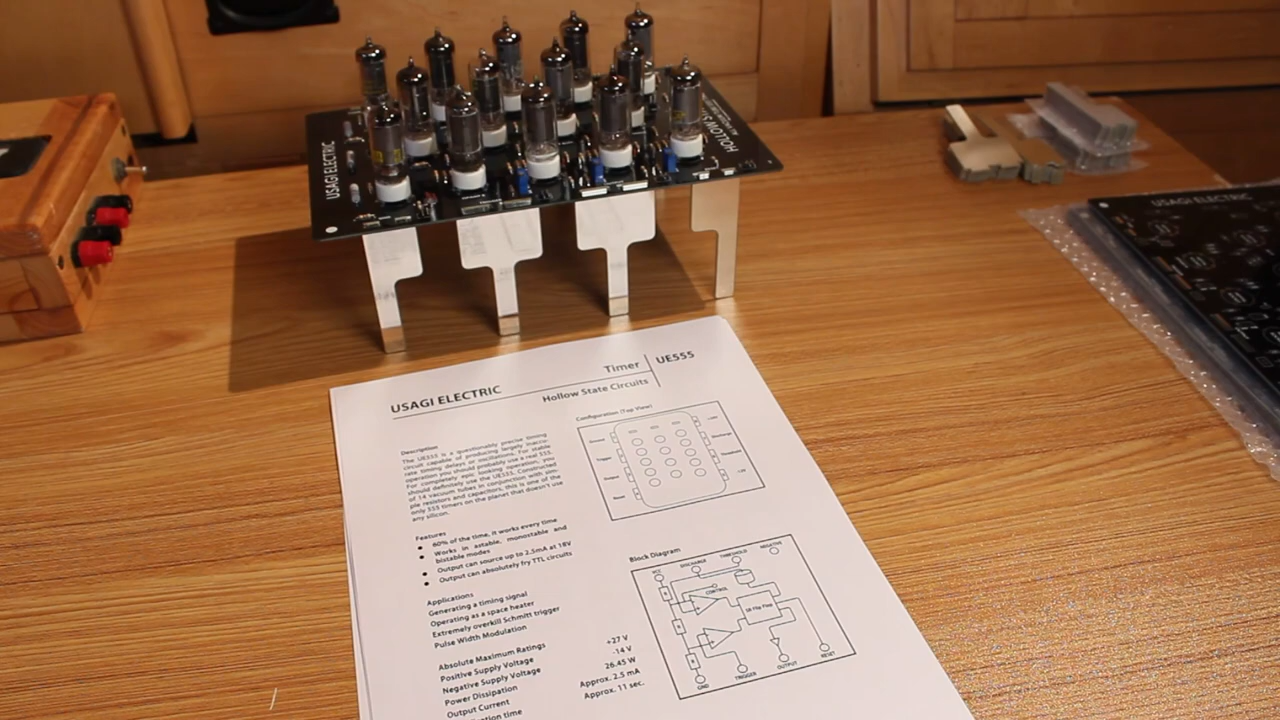 USAGI ELECTRIC
HOLLOW
USAGI ELECTRIC
USAGI ELECTRIC
Timer
UE555
Hollow State Circuits
Description
The UE555 is a questionably precise timing
circuit capable of producing largely inaccu-
rate timing delays or oscillations. For stable
operation you should probably use a real 555.
For completely epic looking operation, you
should definitely use the UE555. Constructed
of 14 vacuum tubes in conjunction with sim-
ple resistors and capacitors, this is one of the
only 555 timers on the planet that doesn't use
any silicon.
Features
• 60% of the time, it works every time
• Works in astable, monostable and
bistable modes
• Output can source up to 2.5mA at 18V
• Output can absolutely fry TTL circuits
Applications
Generating a timing signal
Operating as a space heater
Extremely overkill Schmitt trigger
Pulse Width Modulation
Absolute Maximum Ratings
Positive Supply Voltage +27 V
Negative Supply Voltage -14 V
Power Dissipation 26.45 W
Output Current Approx. 2.5 mA
time Approx. 11 sec.
Configuration (Top View)
Ground
Trigger
Output
Reset
Discharge
Threshold
Block Diagram
VCC
DISCHARGE
THRESHOLD
NEGATIVE
CONTROL
SR Flip Flop
GND
TRIGGER
OUTPUT
RESET